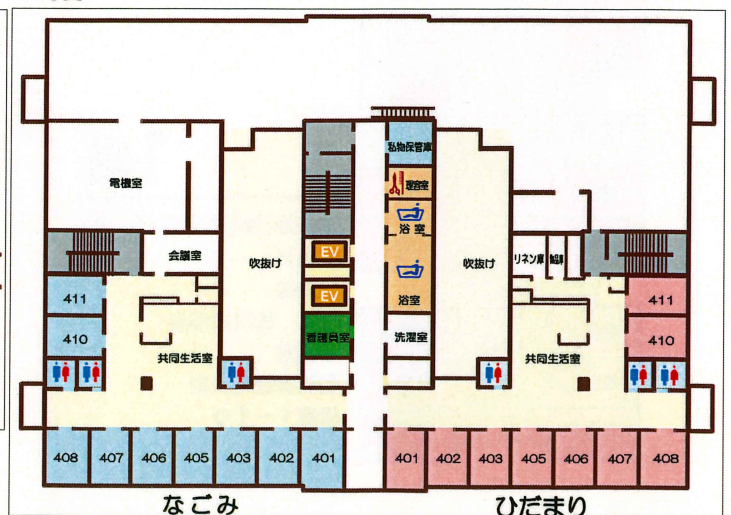 私物保管庫
電機室
理容室
浴室
会議室
EV
吹抜け
吹抜け
リネン庫
EV
浴室
411
411
看護員室
洗濯室
410
410
共同生活室
共同生活室
408
407
406
405
403
402
401
401
402
403
405
406
407
408
なごみ
ひだまり